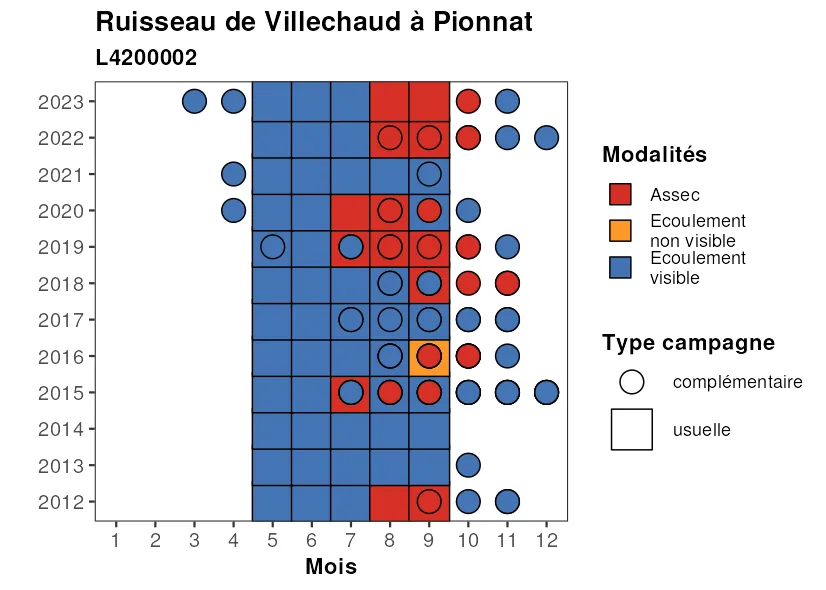 Ruisseau de Villechaud à Pionnat
L4200002
2023
2022
2021
2020
2019
2018
2017
2016
2015
2014
2013
2012
1 2 3 4 5 6 7 8 9 10 11 12
Mois
Modalités
Assec
Ecoulement
non visible
Ecoulement
visible
Type campagne
complémentaire
usuelle